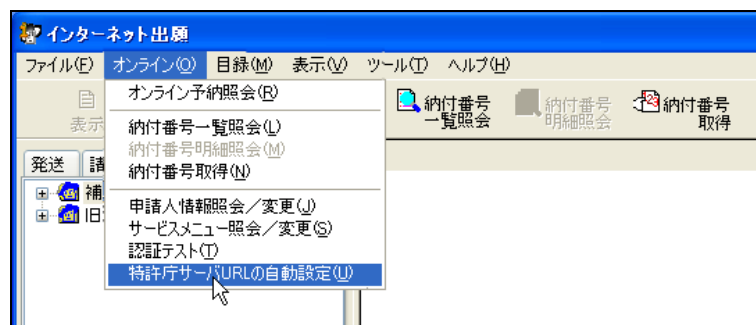 インターネット出願
ファイル(F) オンライン(O) 目録(M) 表示(V) ツール(T) ヘルプ(H)
表示
納付番号一覧照会
納付番号明細照会
納付番号取得
オンライン予納照会(R)
納付番号一覧照会(L)
納付番号明細照会(M)
納付番号取得(N)
申請人情報照会／変更(J)
サービスメニュー照会／変更(S)
認証テスト(T)
特許庁サーバURLの自動設定(U)
発送
補
旧